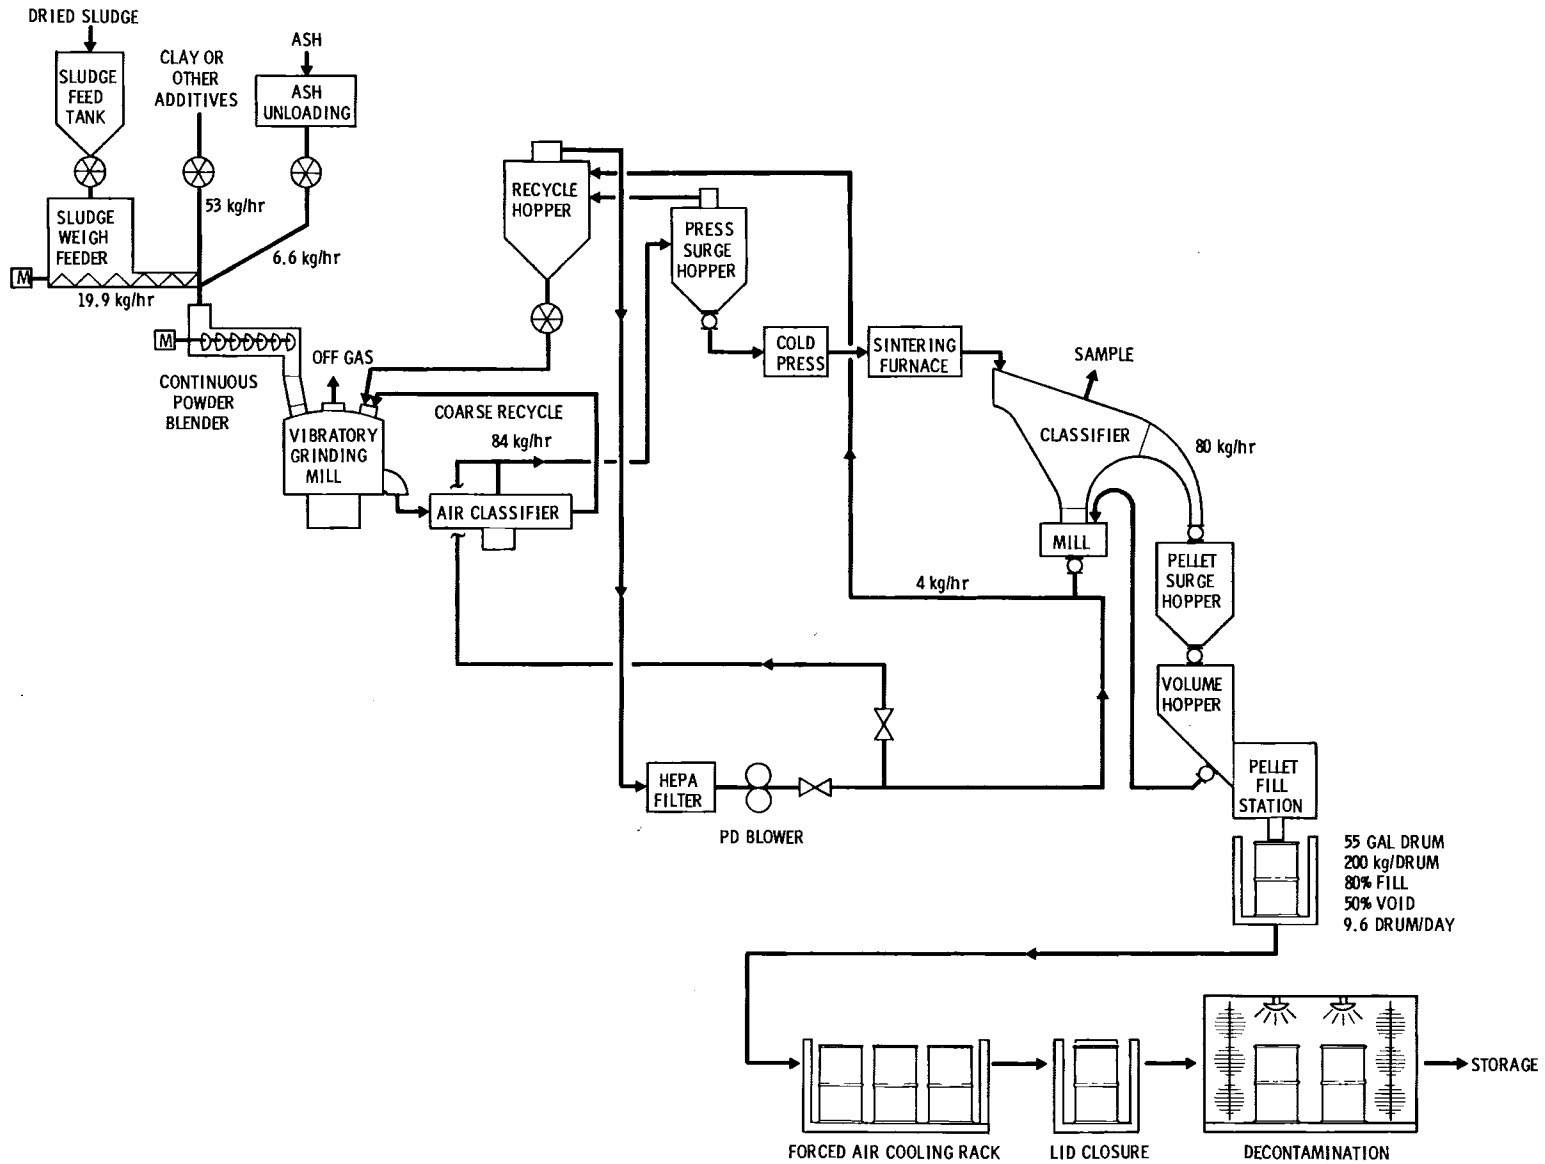 DRIED SLUDGE
SLUDGE
FEED
TANK
CLAY OR
OTHER
ADDITIVES
ASH
ASH
UNLOADING
SLUDGE
WEIGH
FEEDER
M
19.9 kg/hr
53 kg/hr
6.6 kg/hr
M
CONTINUOUS
POWDER
BLENDER
OFF GAS
VIBRATORY
GRINDING
MILL
COARSE RECYCLE
84 kg/hr
AIR CLASSIFIER
RECYCLE
HOPPER
PRESS
SURGE
HOPPER
COLD
PRESS
SINTERING
FURNACE
SAMPLE
CLASSIFIER
80 kg/hr
MILL
4 kg/hr
PELLET
SURGE
HOPPER
VOLUME
HOPPER
HEPA
FILTER
PD BLOWER
PELLET
FILL
STATION
55 GAL DRUM
200 kg/DRUM
80% FILL
50% VOID
9.6 DRUM/DAY
FORCED AIR COOLING RACK
LID CLOSURE
DECONTAMINATION
STORAGE